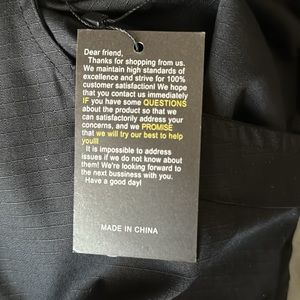 Dear friend,
Thanks for shopping from us.
We maintain high standards of
excellence and strive for 100%
customer satisfaction! We hope
that you contact us immediately
IF you have some QUESTIONS
about the product so that we
can satisfactorily address your
concerns, and we PROMISE
that we will try our best to help
you!!!
It is impossible to address
issues if we do not know about
them! We're looking forward to
the next bussiness with you.
Have a good day!
MADE IN CHINA